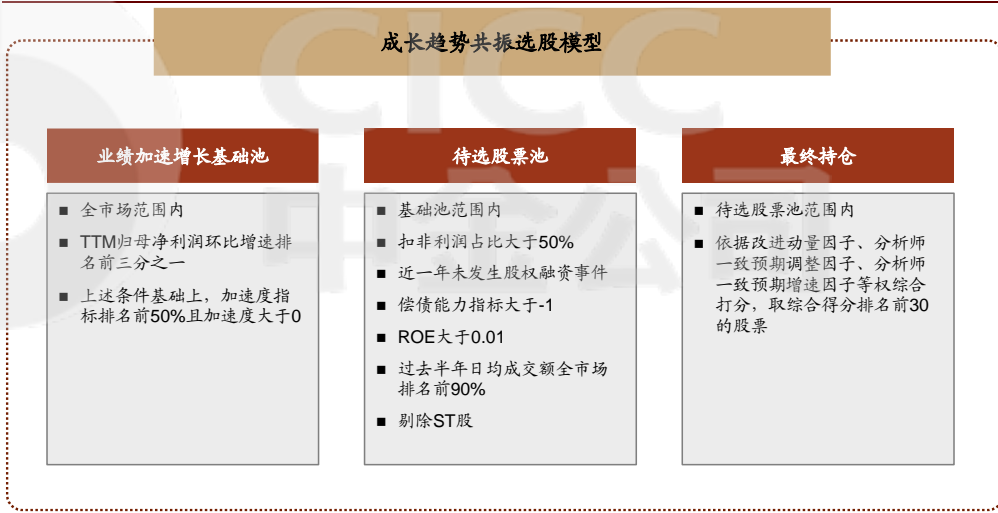 成长趋势共振选股模型
业绩加速增长基础池
■ 全市场范围内
■ TTM归母净利润环比增速排
名前三分之一
■ 上述条件基础上，加速度指
标排名前50%且加速度大于0
待选股票池
■ 基础池范围内
■ 扣非利润占比大于50%
■ 近一年未发生股权融资事件
■ 偿债能力指标大于-1
■ ROE大于0.01
■ 过去半年日均成交额全市场
排名前90%
■ 剔除ST股
最终持仓
■ 待选股票池范围内
■ 依据改进动量因子、分析师
一致预期调整因子、分析师
一致预期增速因子等权综合
打分，取综合得分排名前30
的股票
CICC
中金公司